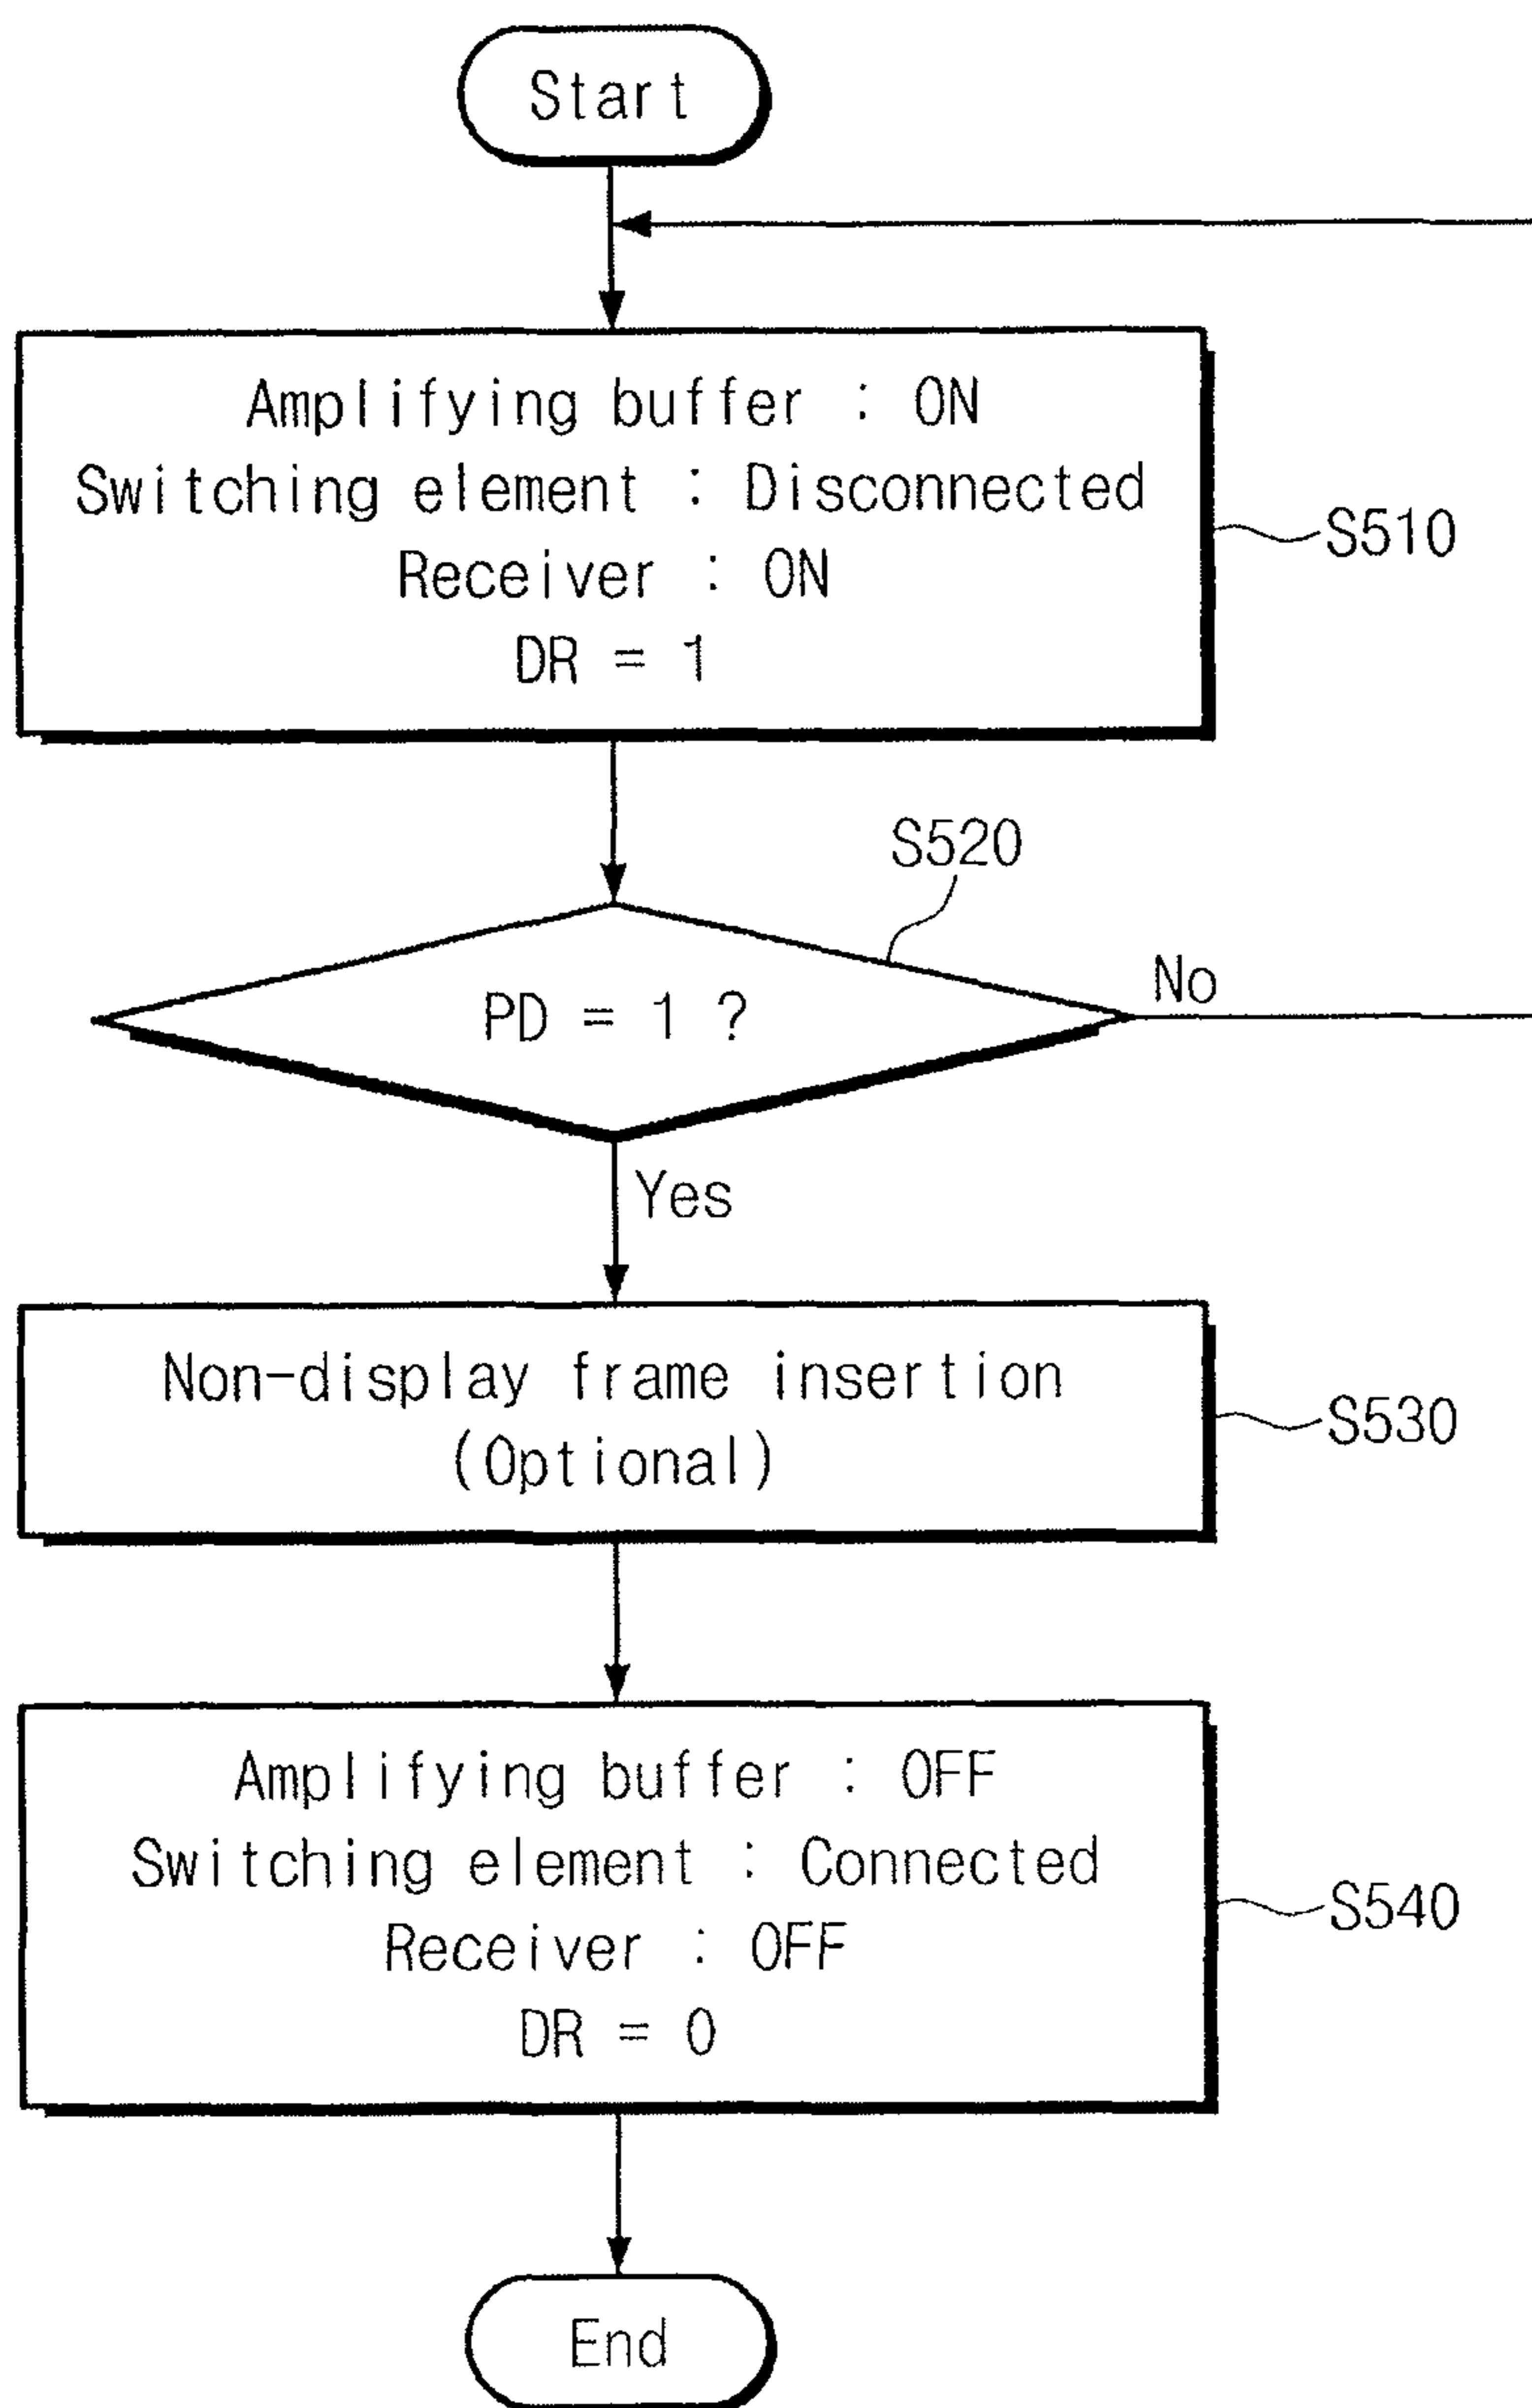 Start
Amplifying buffer : ON
Switching element : Disconnected
Receiver : ON
DR = 1
S510
S520
PD = 1 ?
No
Yes
Non-display frame insertion
(Optional)
S530
Amplifying buffer : OFF
Switching element : Connected
Receiver : OFF
DR = 0
S540
End